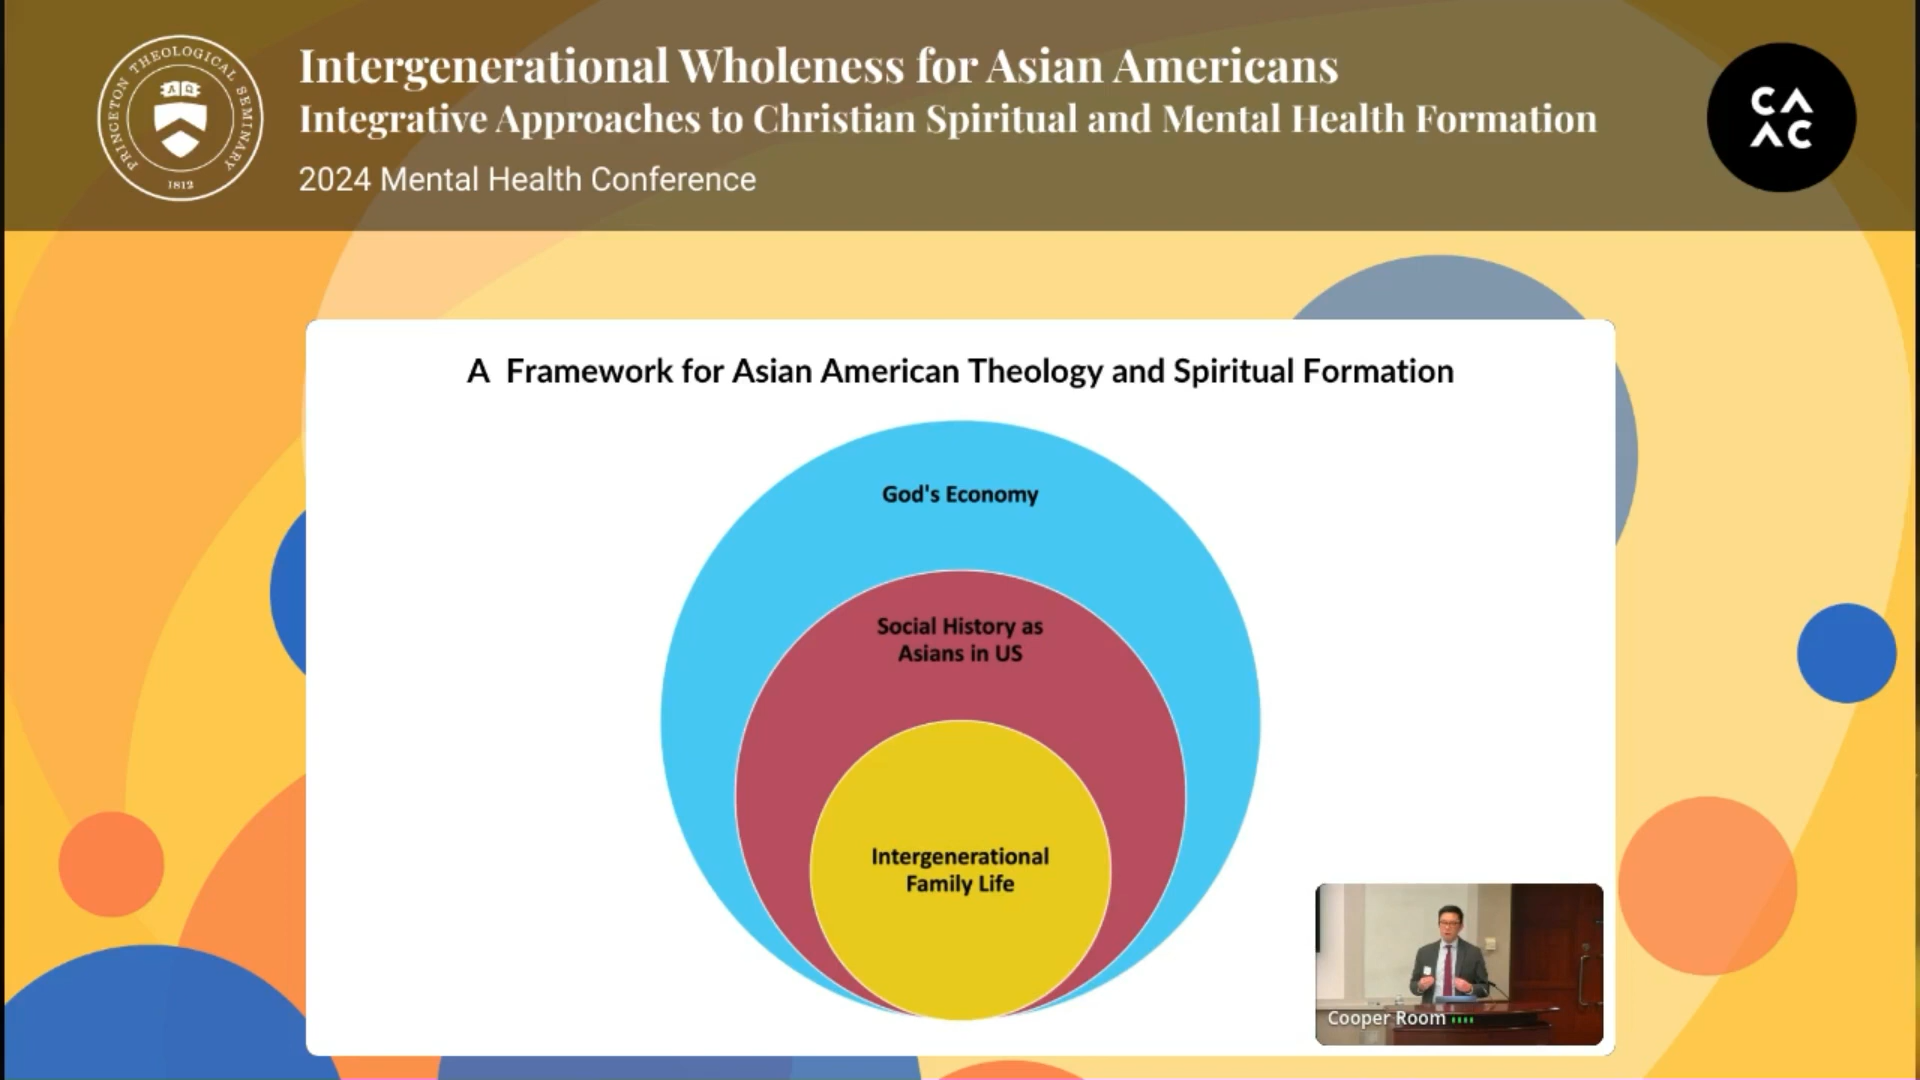 PRINCETON THEOLOGICAL SEMINARY
1812
Intergenerational Wholeness for Asian Americans
Integrative Approaches to Christian Spiritual and Mental Health Formation
2024 Mental Health Conference
CA
AC
A Framework for Asian American Theology and Spiritual Formation
God's Economy
Social History as
Asians in US
Intergenerational
Family Life
Cooper Room